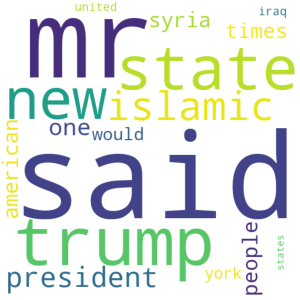 united
iraq
mr
syria
times
state
new
islamic
one
would
american
said
trump
people
president
york
states